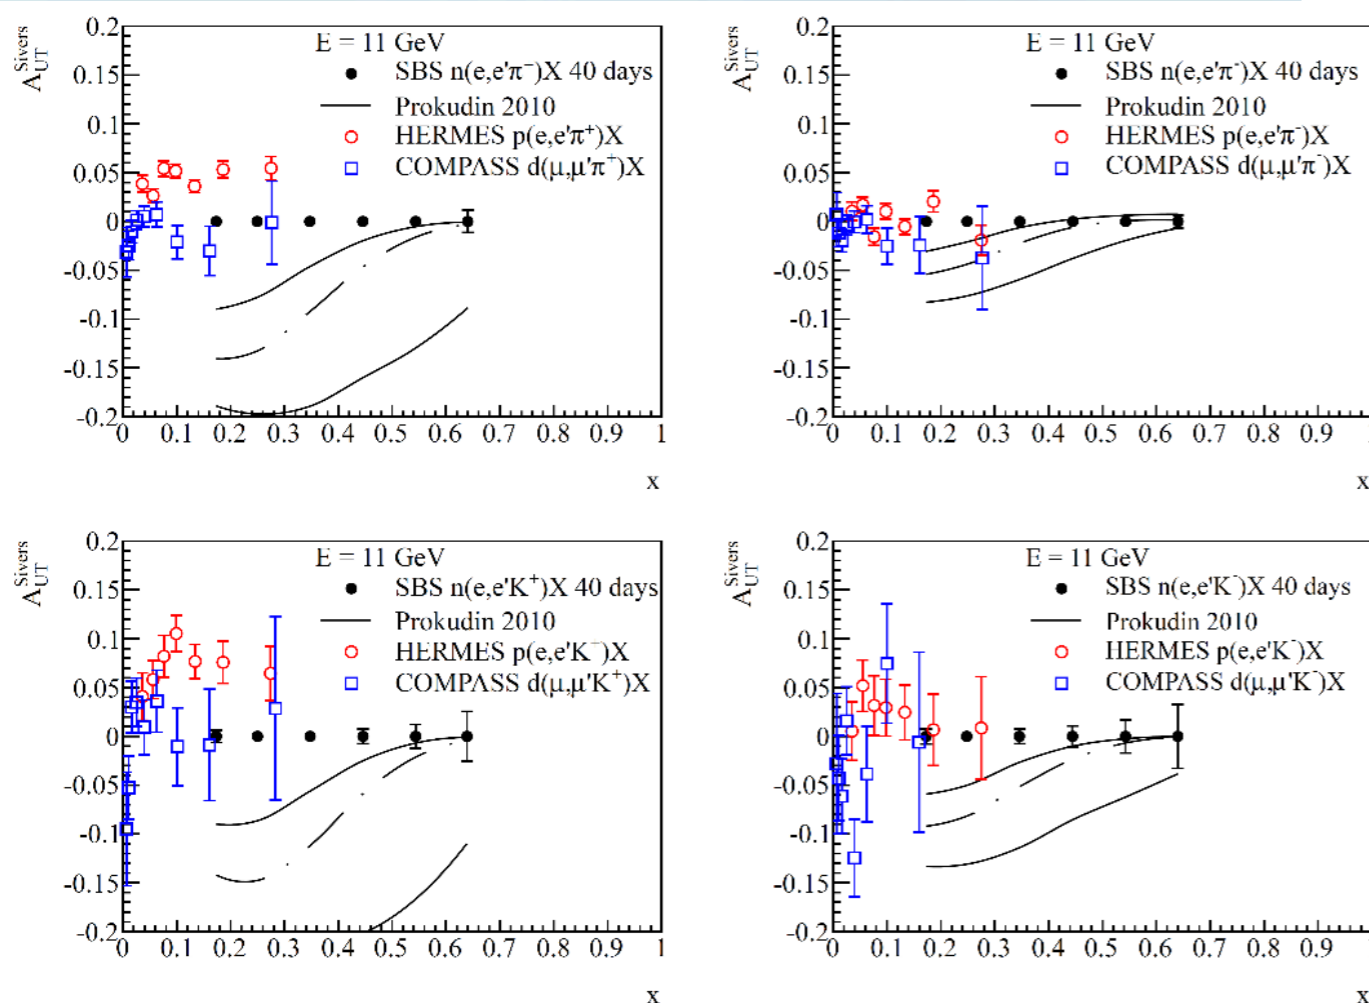 A_UT^Sivers
E = 11 GeV
SBS n(e,e'π⁻)X 40 days
Prokudin 2010
HERMES p(e,e'π⁺)X
COMPASS d(μ,μ'π⁺)X
0.2
0.15
0.1
0.05
0
-0.05
-0.1
-0.15
-0.2
0 0.1 0.2 0.3 0.4 0.5 0.6 0.7 0.8 0.9 1
x
A_UT^Sivers
E = 11 GeV
SBS n(e,e'π⁻)X 40 days
Prokudin 2010
HERMES p(e,e'π⁻)X
COMPASS d(μ,μ'π⁻)X
0.2
0.15
0.1
0.05
0
-0.05
-0.1
-0.15
-0.2
0 0.1 0.2 0.3 0.4 0.5 0.6 0.7 0.8 0.9
x
A_UT^Sivers
E = 11 GeV
SBS n(e,e'K⁺)X 40 days
Prokudin 2010
HERMES p(e,e'K⁻)X
COMPASS d(μ,μ'K⁺)X
0.2
0.15
0.1
0.05
0
-0.05
-0.1
-0.15
-0.2
0 0.1 0.2 0.3 0.4 0.5 0.6 0.7 0.8 0.9 1
x
A_UT^Sivers
E = 11 GeV
SBS n(e,e'K⁻)X 40 days
Prokudin 2010
HERMES p(e,e'K⁻)X
COMPASS d(μ,μ'K⁻)X
0.2
0.15
0.1
0.05
0
-0.05
-0.1
-0.15
-0.2
0 0.1 0.2 0.3 0.4 0.5 0.6 0.7 0.8 0.9
x